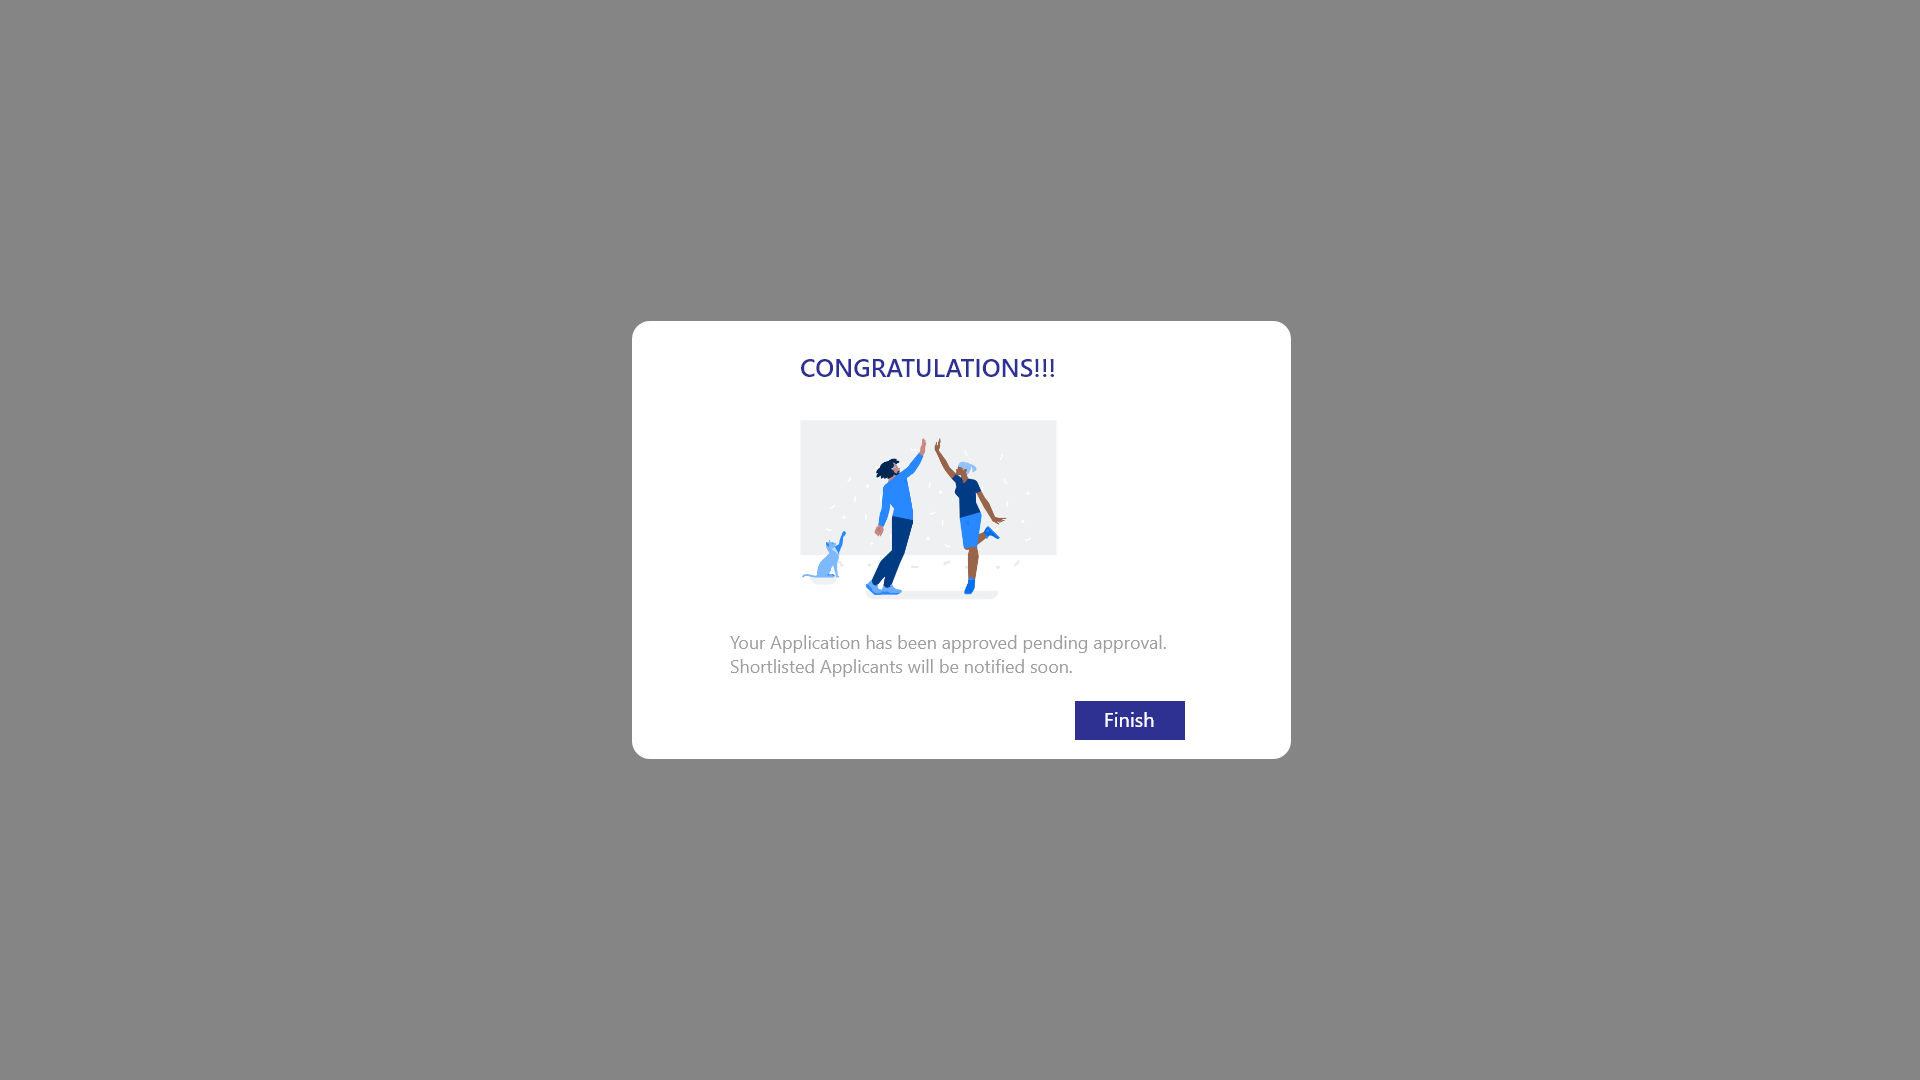 CONGRATULATIONS!!!
Your Application has been approved pending approval.
Shortlisted Applicants will be notified soon.
Finish